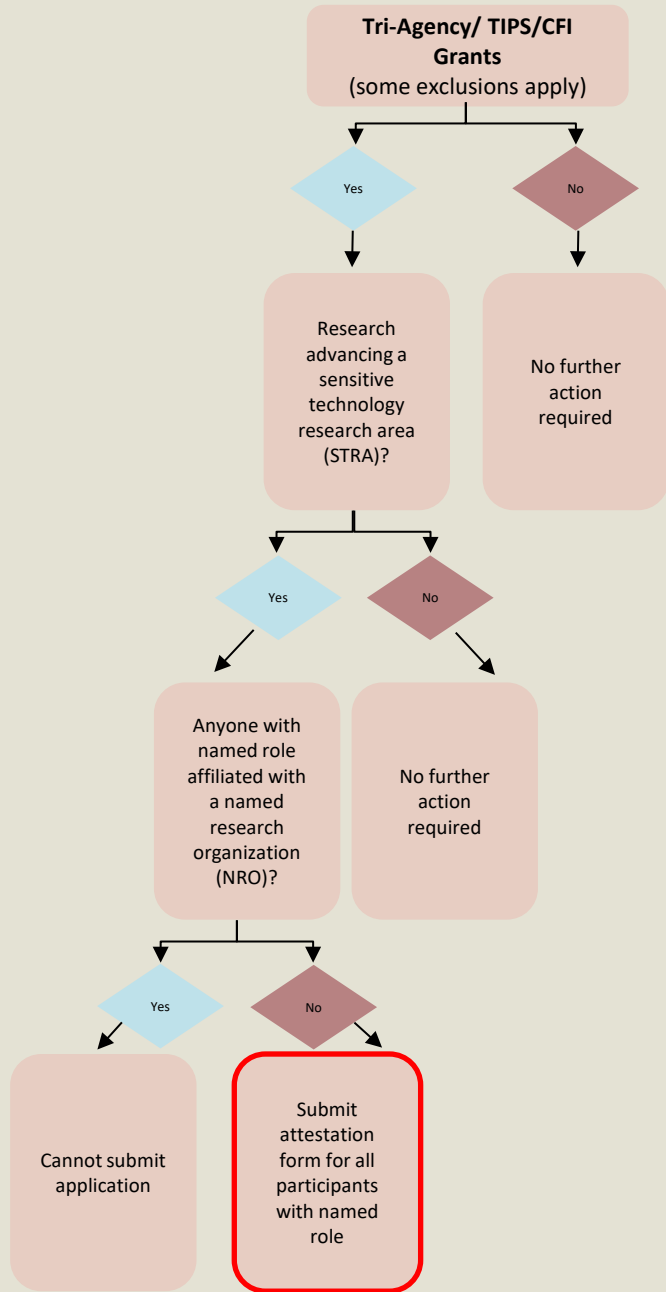 Tri-Agency/ TIPS/CFI
Grants
(some exclusions apply)
Yes
No
Research
advancing a
sensitive
technology
research area
(STRA)?
No further
action
required
Yes
No
Anyone with
named role
affiliated with
a named
research
organization
(NRO)?
No further
action
required
Yes
No
Cannot submit
application
Submit
attestation
form for all
participants
with named
role